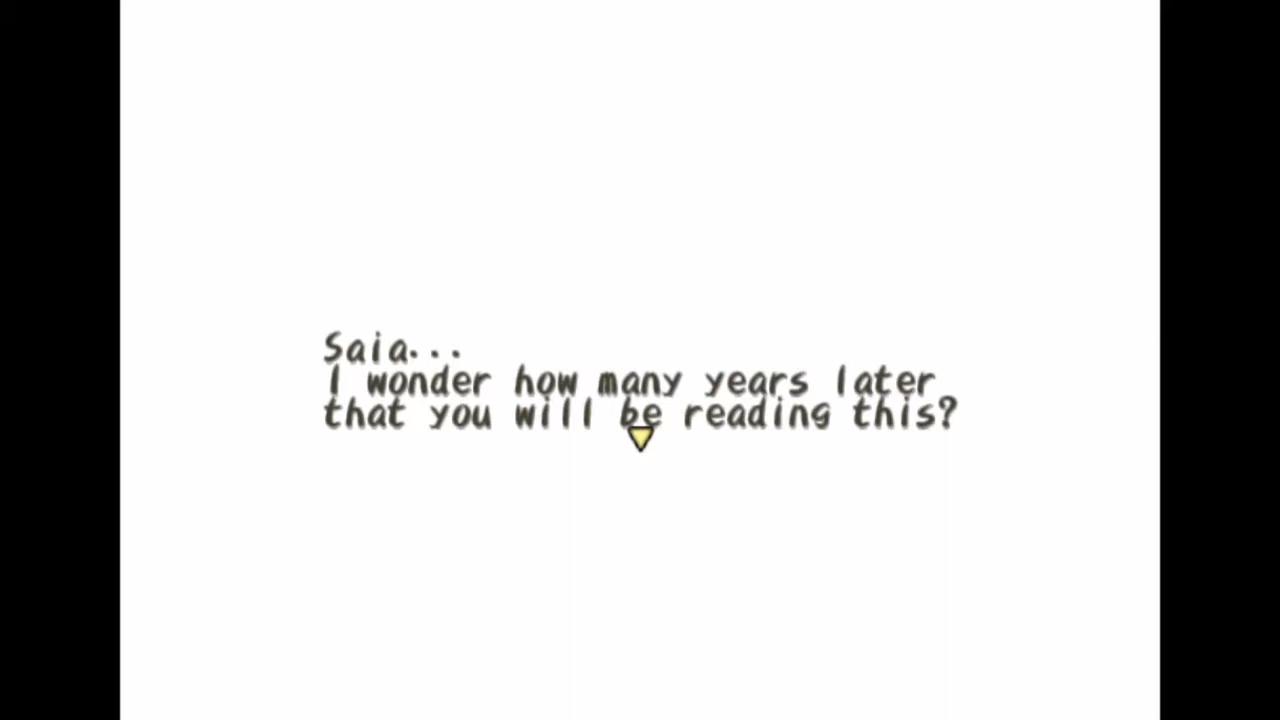 Saia...
I wonder how many years later
that you will be reading this?